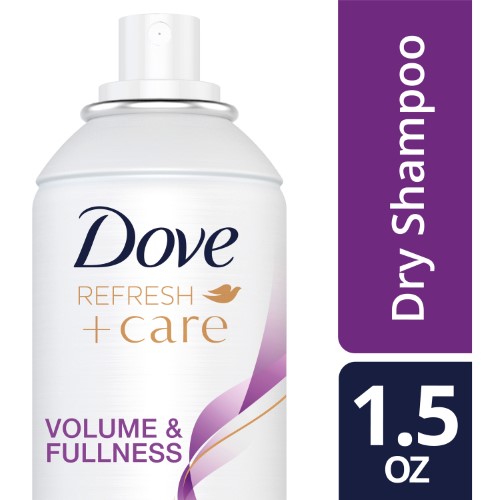 Dove
REFRESH
+care
VOLUME &
FULLNESS
Dry Shampoo
1.5
OZ